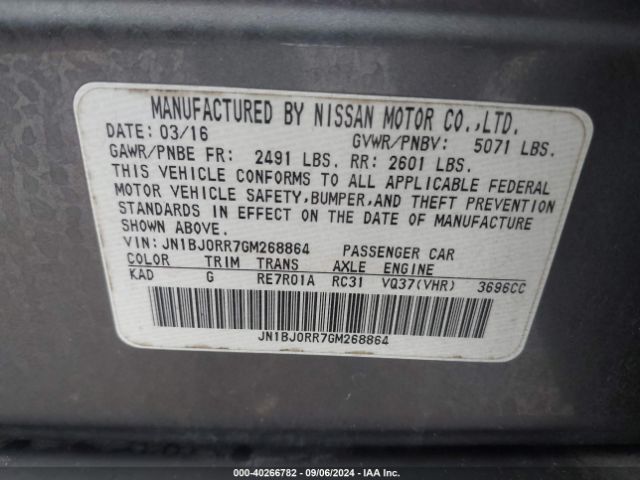 MANUFACTURED BY NISSAN MOTOR CO.,LTD.
DATE: 03/16 GVWR/PNBV: 5071 LBS.
GAWR/PNBE FR: 2491 LBS. RR: 2601 LBS.
THIS VEHICLE CONFORMS TO ALL APPLICABLE FEDERAL
MOTOR VEHICLE SAFETY,BUMPER,AND THEFT PREVENTION
STANDARDS IN EFFECT ON THE DATE OF MANUFACTURE
SHOWN ABOVE.
VIN: JN1BJ0RR7GM268864 PASSENGER CAR
COLOR TRIM TRANS AXLE ENGINE
KAD G RE7R01A RC31 VQ37(VHR) 3696CC
JN1BJ0RR7GM268864
000-40266782 - 09/06/2024 - IAA Inc.